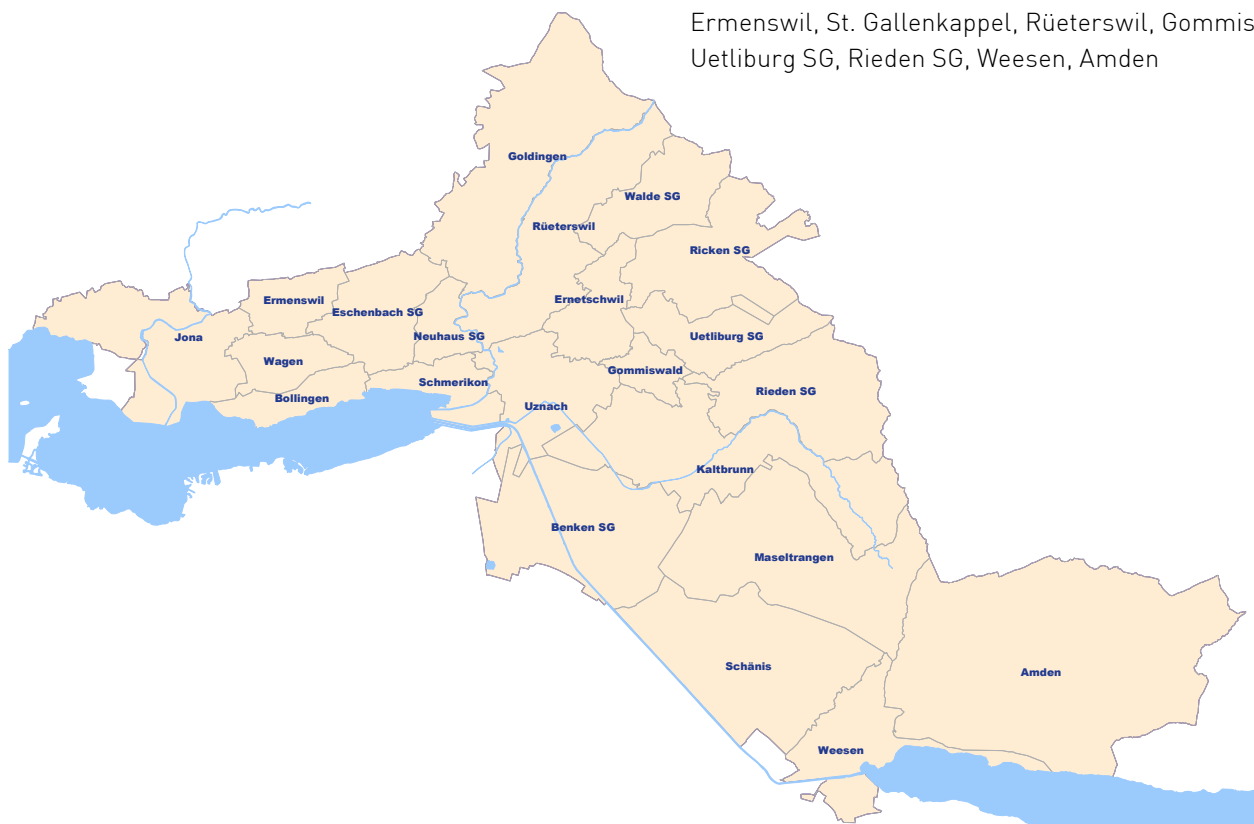 Ermenswil, St. Gallenkappel, Rüeterswil, Gommis
Uetliburg SG, Rieden SG, Weesen, Amden
Goldingen
Walde SG
Rüeterswil
Ricken SG
Ermenswil
Ernetschwil
Eschenbach SG
Jona
Neuhaus SG
Uetliburg SG
Wagen
Gommiswald
Schmerikon
Rieden SG
Bollingen
Uznach
Kaltbrunn
Benken SG
Maseltrangen
Schänis
Amden
Weesen